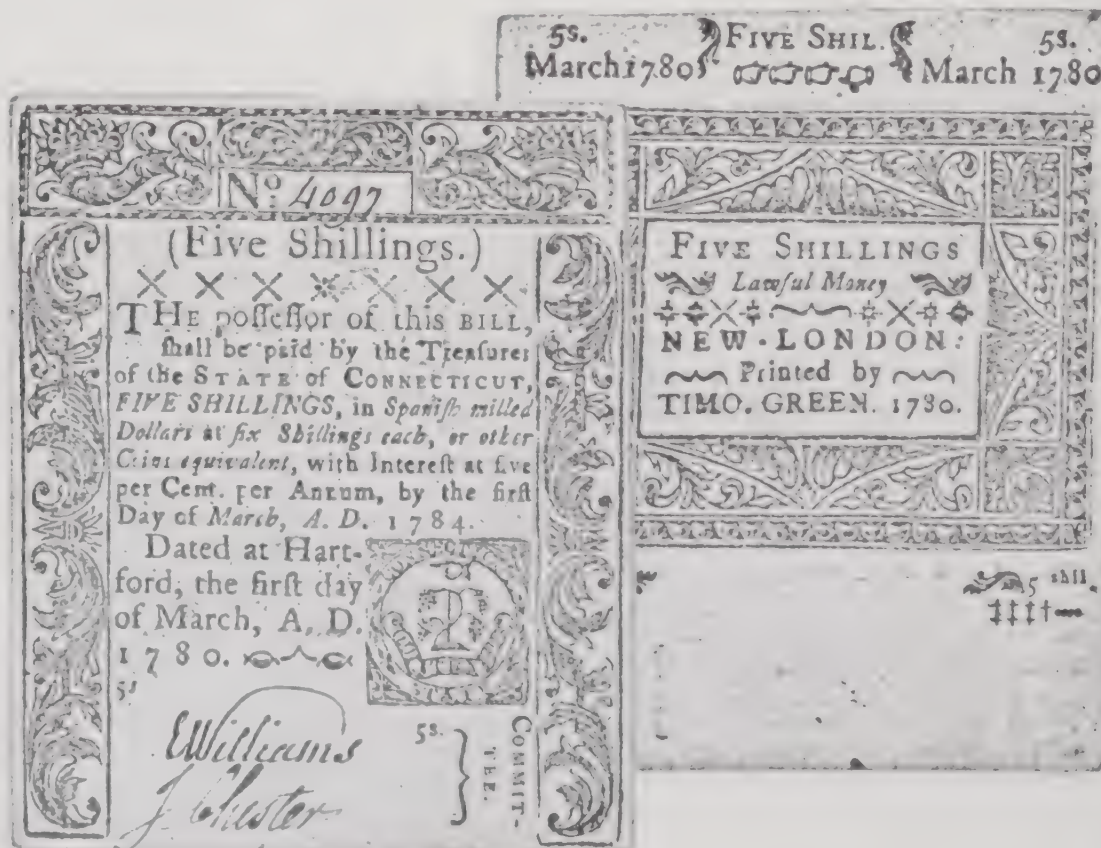 Nº. 4097
(Five Shillings.)
THE poſſeſſor of this BILL,
ſhall be paid by the Treaſurer
of the STATE of CONNECTICUT,
FIVE SHILLINGS, in Spaniſh milled
Dollars at ſix Shillings each, or other
Coins equivalent, with Intereſt at five
per Cent. per Annum, by the firſt
Day of March, A. D. 1784.
Dated at Hart-
ford, the firſt day
of March, A. D.
1780.
5s
5s.
COMMIT-
TEE.
EWilliams
J. Chester
5s. FIVE SHIL. 5s.
March 1780 March 1780
FIVE SHILLINGS
Lawful Money
NEW-LONDON:
Printed by
TIMO. GREEN. 1780.
5 shill